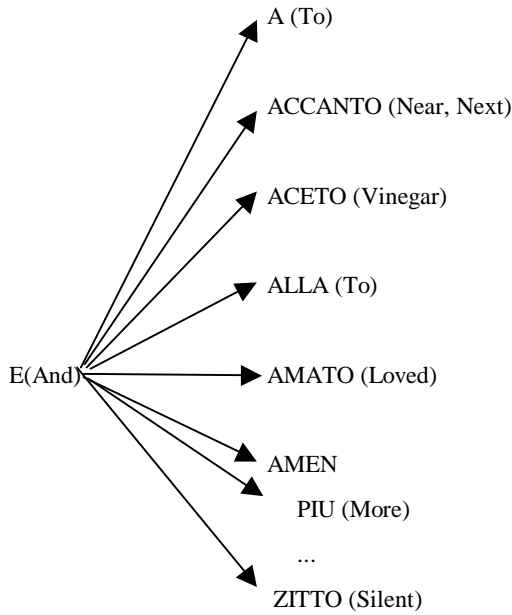 A (To)
ACCANTO (Near, Next)
ACETO (Vinegar)
ALLA (To)
E(And)
AMATO (Loved)
AMEN
PIU (More)
...
ZITTO (Silent)